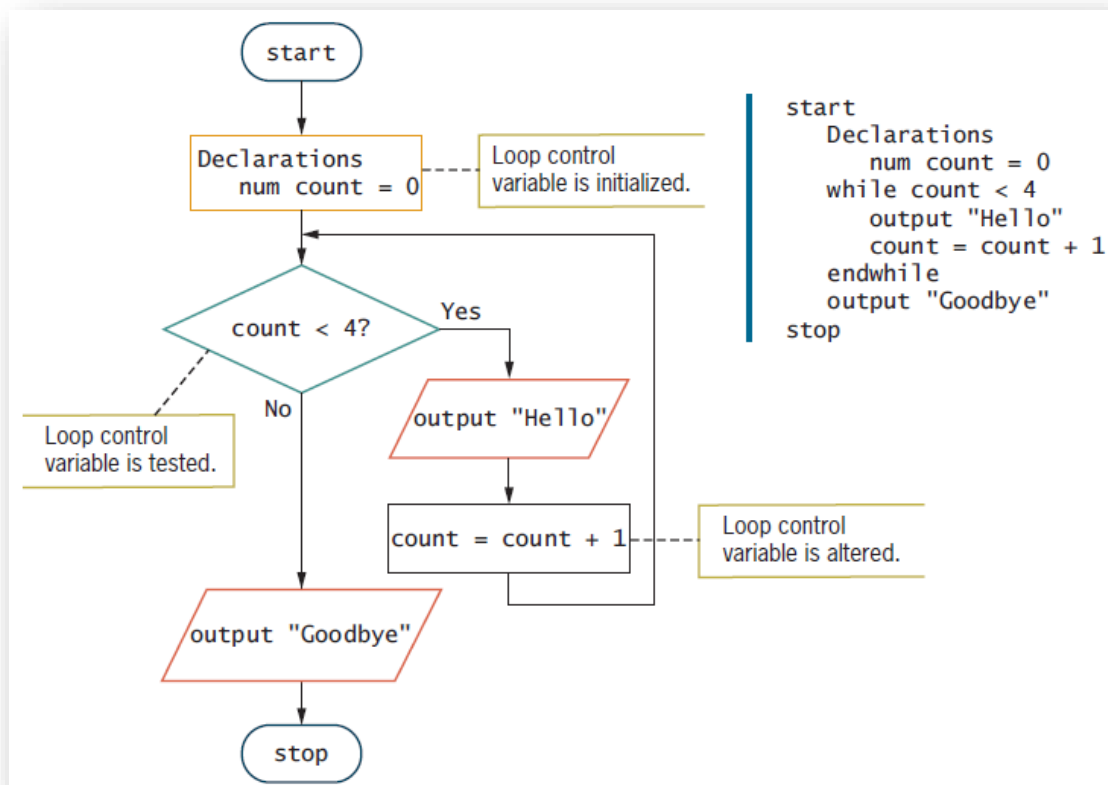 start
Declarations
num count = 0
Loop control
variable is initialized.
count < 4?
Yes
No
Loop control
variable is tested.
output "Hello"
count = count + 1
Loop control
variable is altered.
output "Goodbye"
stop
start
Declarations
num count = 0
while count < 4
output "Hello"
count = count + 1
endwhile
output "Goodbye"
stop